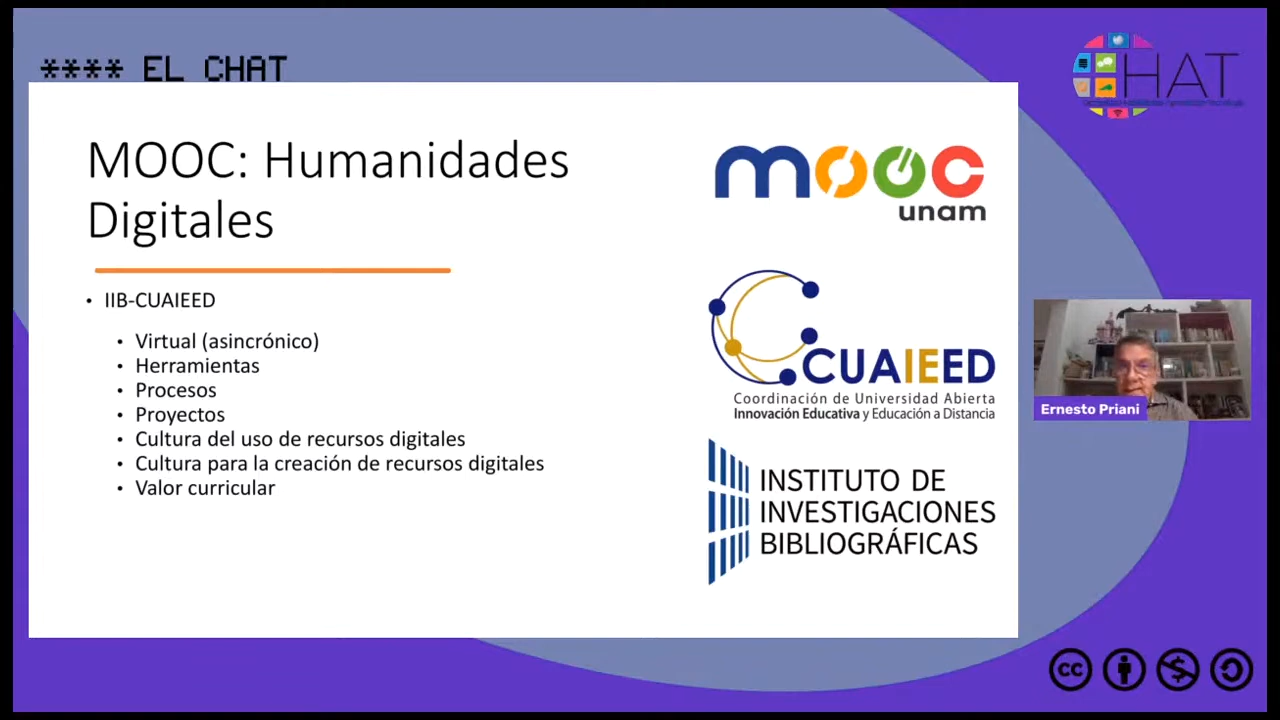 **** EL CHAT
HAT
MOOC: Humanidades
Digitales
• IIB-CUAIEED
• Virtual (asincrónico)
• Herramientas
• Procesos
• Proyectos
• Cultura del uso de recursos digitales
• Cultura para la creación de recursos digitales
• Valor curricular
mooc
unam
CUAIEED
Coordinación de Universidad Abierta
Innovación Educativa y Educación a Distancia
INSTITUTO DE
INVESTIGACIONES
BIBLIOGRÁFICAS
Ernesto Priani
cc